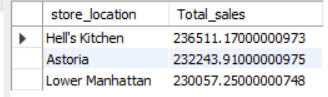 store_location Total_sales
Hell's Kitchen 236511.17000000973
Astoria 232243.91000000975
Lower Manhattan 230057.25000000748